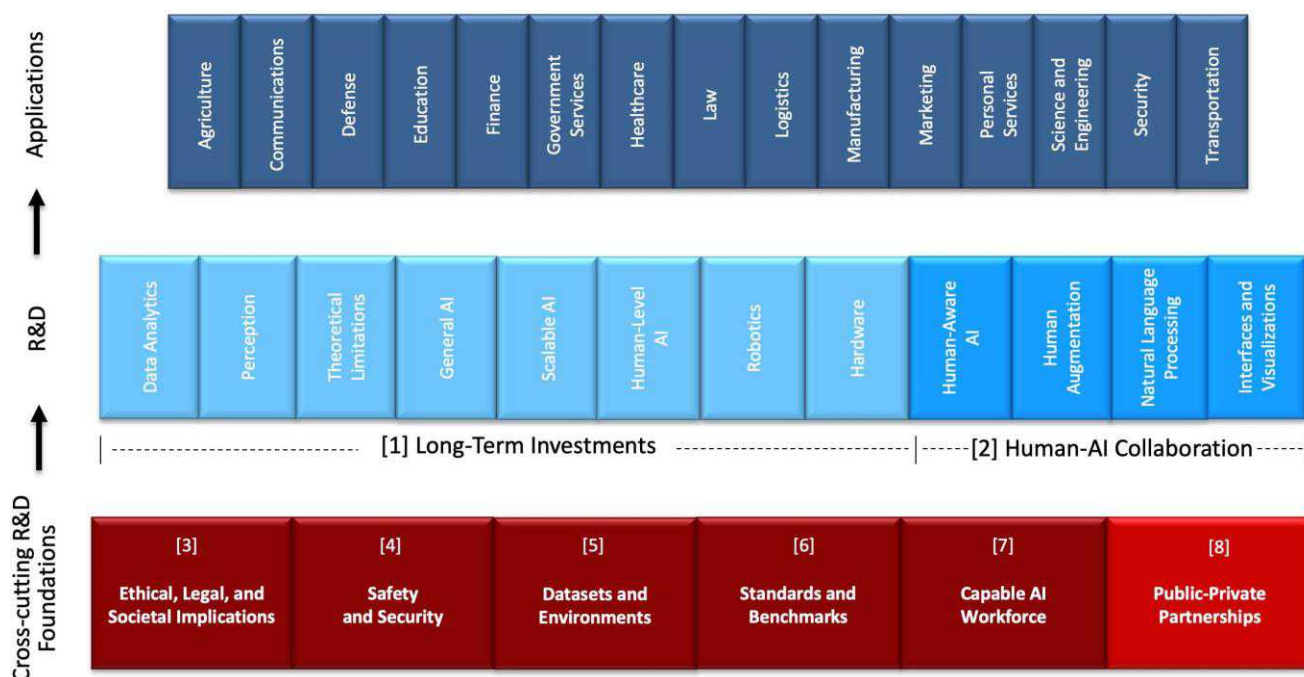 Applications
Agriculture
Communications
Defense
Education
Finance
Government
Services
Healthcare
Law
Logistics
Manufacturing
Marketing
Personal
Services
Science and
Engineering
Security
Transportation
R&D
Data Analytics
Perception
Theoretical
Limitations
General AI
Scalable AI
Human-Level
AI
Robotics
Hardware
Human-Aware
AI
Human
Augmentation
Natural Language
Processing
Interfaces and
Visualizations
[1] Long-Term Investments
[2] Human-AI Collaboration
Cross-cutting R&D
Foundations
[3]
Ethical, Legal, and
Societal Implications
[4]
Safety
and Security
[5]
Datasets and
Environments
[6]
Standards and
Benchmarks
[7]
Capable AI
Workforce
[8]
Public-Private
Partnerships